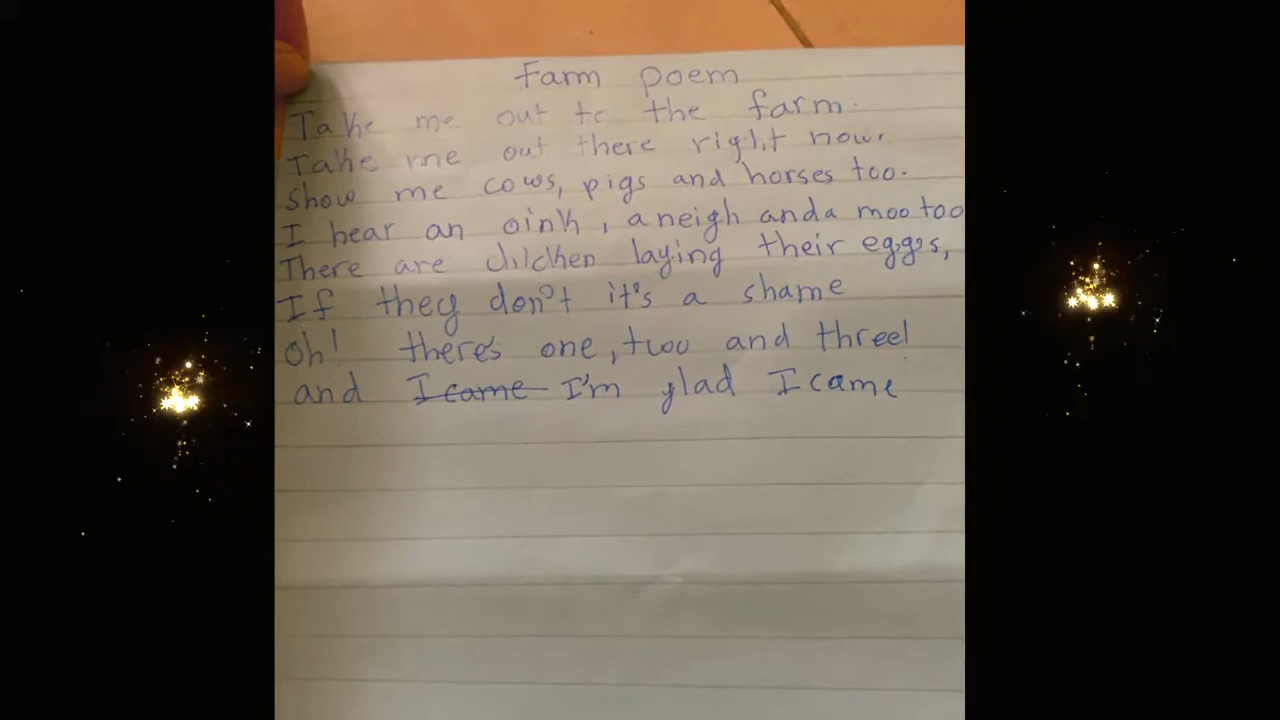 Farm poem
Take me out to the farm.
Take me out there right now.
Show me cows, pigs and horses too.
I hear an oink, a neigh and a moo too
There are chicken laying their eggs,
If they don't it's a shame
Oh! there's one, two and three!
and I came I'm glad I came